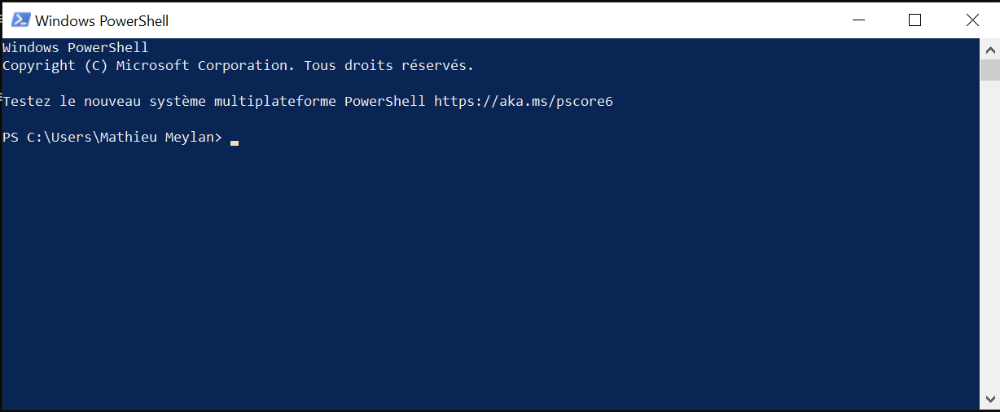 Windows PowerShell
Windows PowerShell
Copyright (C) Microsoft Corporation. Tous droits réservés.
Testez le nouveau système multiplateforme PowerShell https://aka.ms/pscore6
PS C:\Users\Mathieu Meylan>